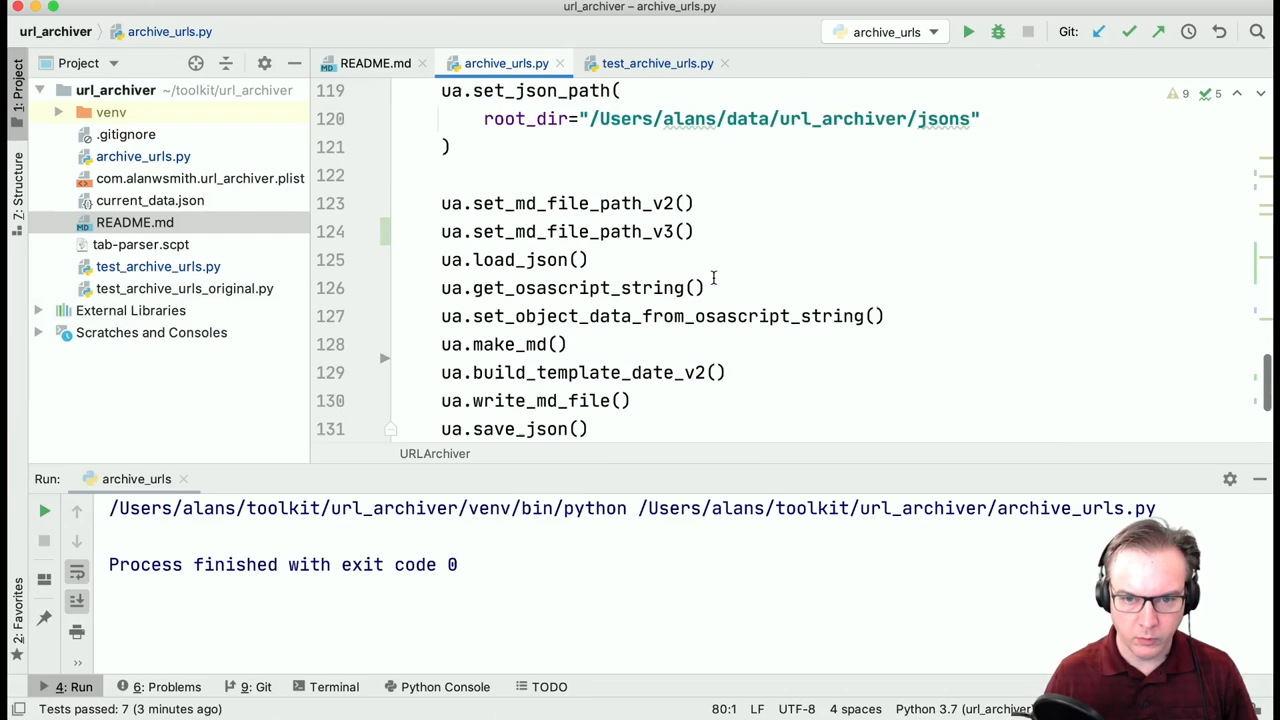 url_archiver – archive_urls.py
url_archiver
archive_urls.py
archive_urls
Git:
Project
README.md
archive_urls.py
test_archive_urls.py
1: Project
7: Structure
2: Favorites
url_archiver ~/toolkit/url_archiver
venv
.gitignore
archive_urls.py
com.alanwsmith.url_archiver.plist
current_data.json
README.md
tab-parser.scpt
test_archive_urls.py
test_archive_urls_original.py
External Libraries
Scratches and Consoles
9 5
119 ua.set_json_path(
120 root_dir="/Users/alans/data/url_archiver/jsons"
121 )
122
123 ua.set_md_file_path_v2()
124 ua.set_md_file_path_v3()
125 ua.load_json()
126 ua.get_osascript_string()
127 ua.set_object_data_from_osascript_string()
128 ua.make_md()
129 ua.build_template_date_v2()
130 ua.write_md_file()
131 ua.save_json()
URLArchiver
Run: archive_urls
/Users/alans/toolkit/url_archiver/venv/bin/python /Users/alans/toolkit/url_archiver/archive_urls.py
Process finished with exit code 0
4: Run
6: Problems
9: Git
Terminal
Python Console
TODO
Tests passed: 7 (3 minutes ago)
80:1 LF UTF-8 4 spaces Python 3.7 (url_archiver)